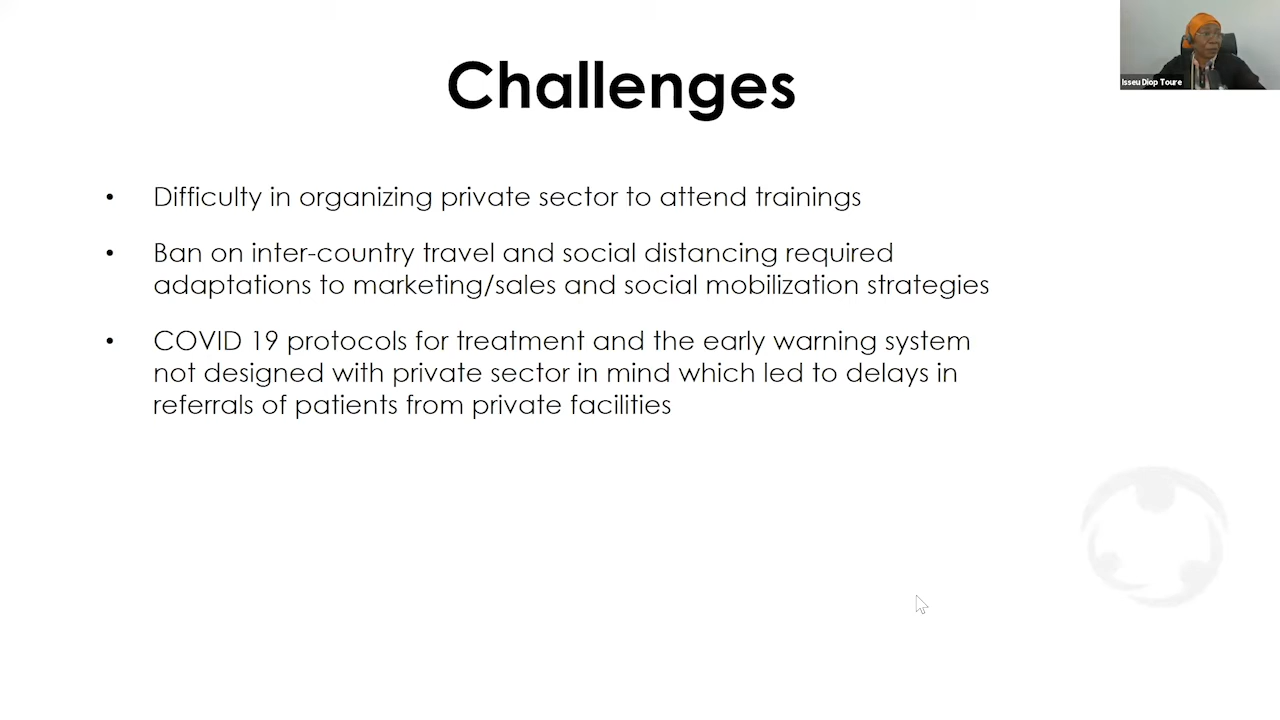 Challenges
Isseu Diop Toure
• Difficulty in organizing private sector to attend trainings
• Ban on inter-country travel and social distancing required
adaptations to marketing/sales and social mobilization strategies
• COVID 19 protocols for treatment and the early warning system
not designed with private sector in mind which led to delays in
referrals of patients from private facilities